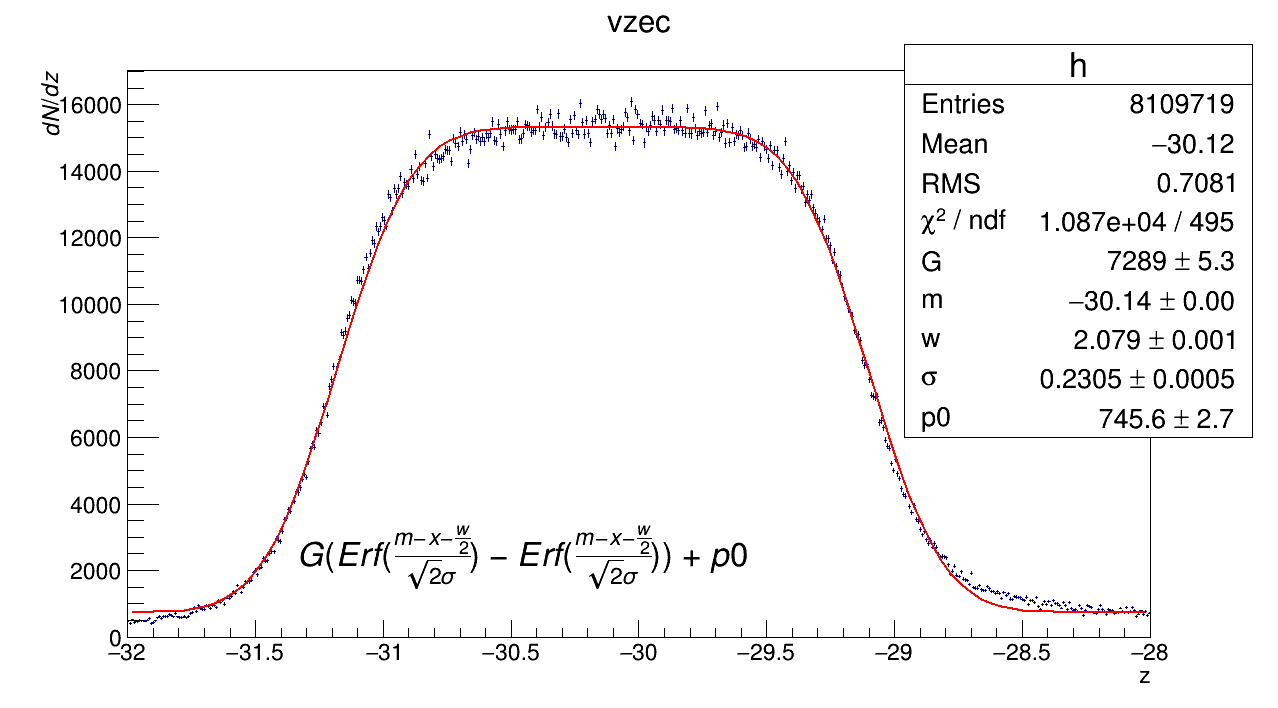 vzec
dN/dz
h
Entries 8109719
Mean −30.12
RMS 0.7081
χ² / ndf 1.087e+04 / 495
G 7289 ± 5.3
m −30.14 ± 0.00
w 2.079 ± 0.001
σ 0.2305 ± 0.0005
p0 745.6 ± 2.7
16000
14000
12000
10000
8000
6000
4000
2000
0
G(Erf((m−x−w/2)/(√2σ)) − Erf((m−x−w/2)/(√2σ))) + p0
−32 −31.5 −31 −30.5 −30 −29.5 −29 −28.5 −28
z